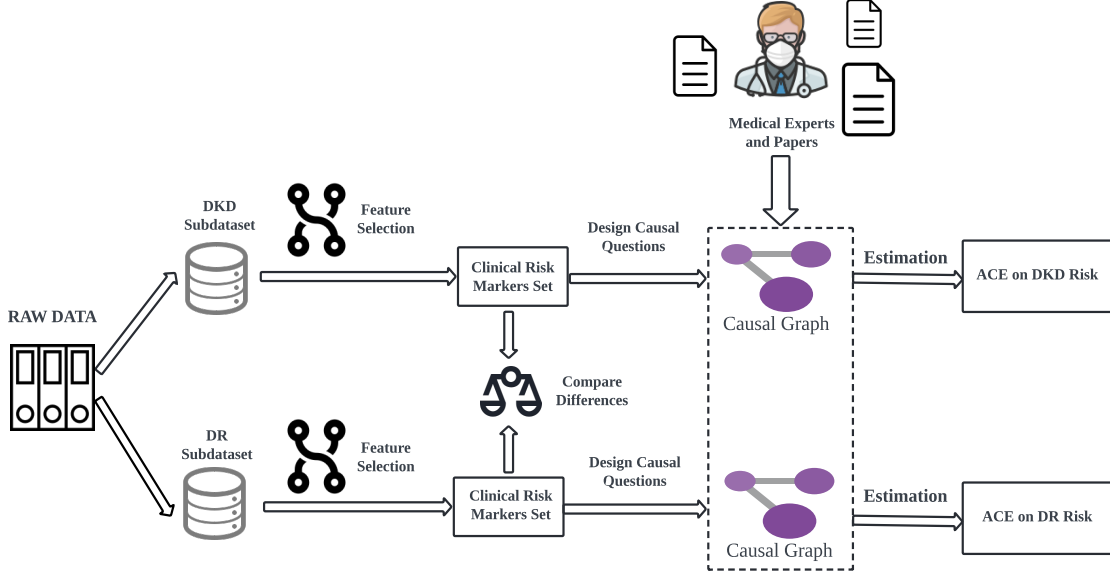 Medical Experts
and Papers
DKD
Subdataset
Feature
Selection
Design Causal
Questions
Clinical Risk
Markers Set
Estimation
ACE on DKD Risk
Causal Graph
RAW DATA
Compare
Differences
DR
Subdataset
Feature
Selection
Design Causal
Questions
Clinical Risk
Markers Set
Estimation
ACE on DR Risk
Causal Graph